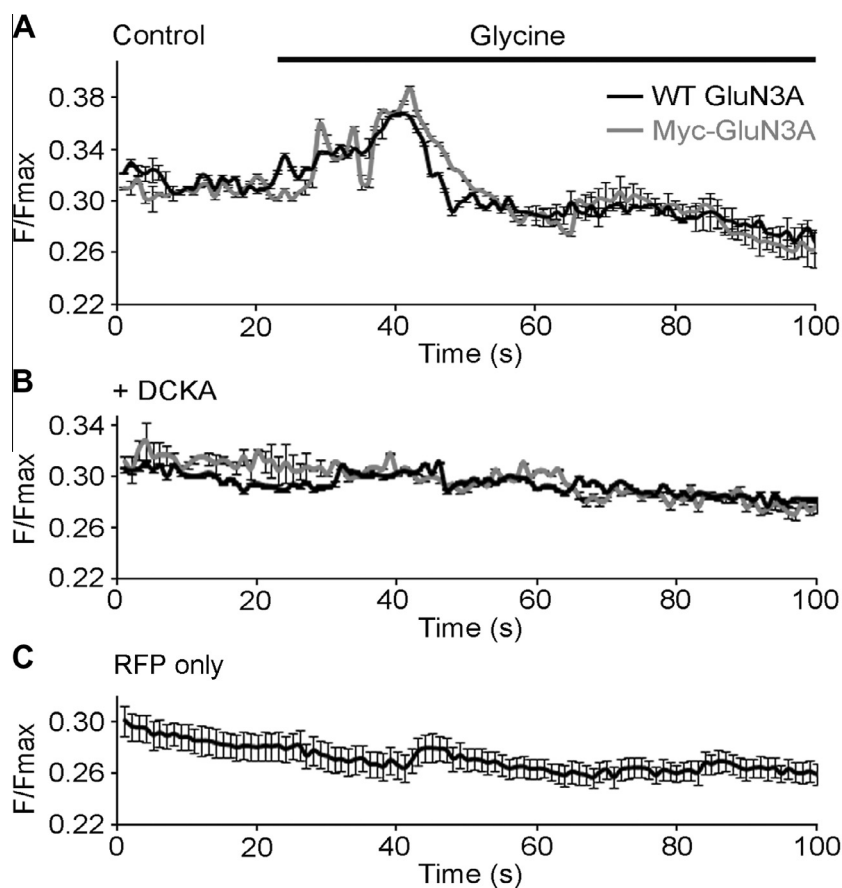 A
Control
Glycine
WT GluN3A
Myc-GluN3A
F/Fmax
0.38
0.34
0.30
0.26
0.22
0 20 40 60 80 100
Time (s)
B
+ DCKA
F/Fmax
0.34
0.30
0.26
0.22
0 20 40 60 80 100
Time (s)
C
RFP only
F/Fmax
0.30
0.26
0.22
0 20 40 60 80 100
Time (s)